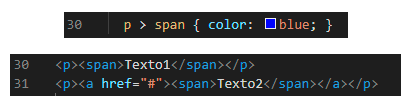 30 p > span { color: blue; }
30 <p><span>Texto1</span></p>
31 <p><a href="#"><span>Texto2</span></a></p>